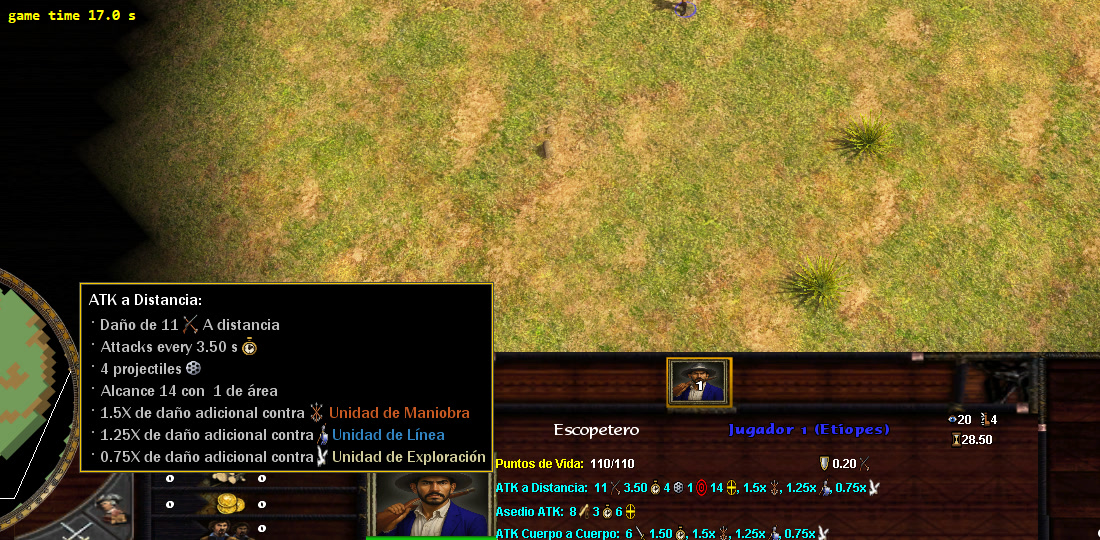 game time 17.0 s
ATK a Distancia:
· Daño de 11 A distancia
· Attacks every 3.50 s
· 4 projectiles
· Alcance 14 con 1 de área
· 1.5X de daño adicional contra Unidad de Maniobra
· 1.25X de daño adicional contra Unidad de Línea
· 0.75X de daño adicional contra Unidad de Exploración
1
Escopetero
Jugador 1 (Etiopes)
20 4
28.50
Puntos de Vida: 110/110
0.20
ATK a Distancia: 11 3.50 4 1 14 , 1.5x , 1.25x 0.75x
Asedio ATK: 8 3 6
ATK Cuerpo a Cuerpo: 6 1.50 , 1.5x , 1.25x , 0.75x
0 0
0 0
0